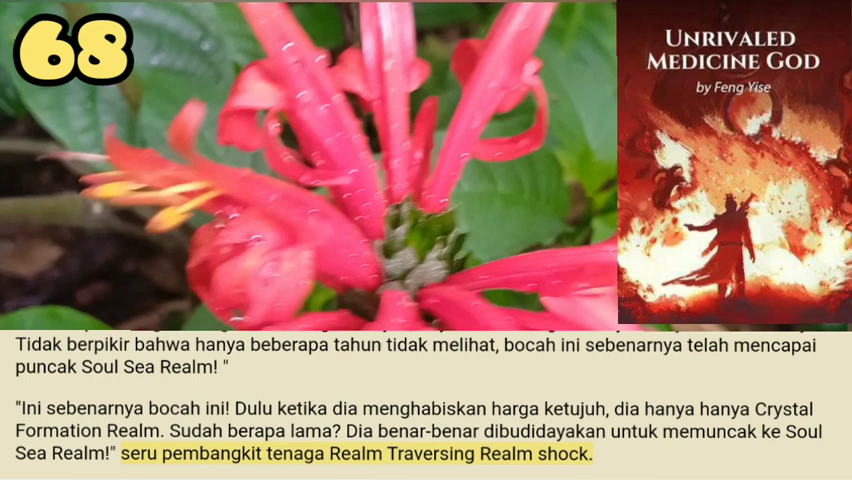 68
UNRIVALED
MEDICINE GOD
by Feng Yise
Tidak berpikir bahwa hanya beberapa tahun tidak melihat, bocah ini sebenarnya telah mencapai
puncak Soul Sea Realm! "
"Ini sebenarnya bocah ini! Dulu ketika dia menghabiskan harga ketujuh, dia hanya hanya Crystal
Formation Realm. Sudah berapa lama? Dia benar-benar dibudidayakan untuk memuncak ke Soul
Sea Realm!" seru pembangkit tenaga Realm Traversing Realm shock.